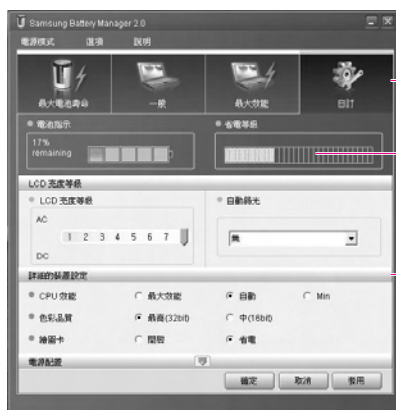 Samsung Battery Manager 2.0
電源模式 選項 說明
最大電池壽命 一般 最大效能 自訂
電池指示 省電等級
17%
remaining
LCD 亮度等級
LCD 亮度等級 自動歸光
AC
1 2 3 4 5 6 7 無
DC
詳細的裝置設定
CPU 效能 最大效能 自動 Min
色彩品質 最高(32bit) 中(16bit)
繪圖卡 開啟 省電
電源配置
確定 取消 套用